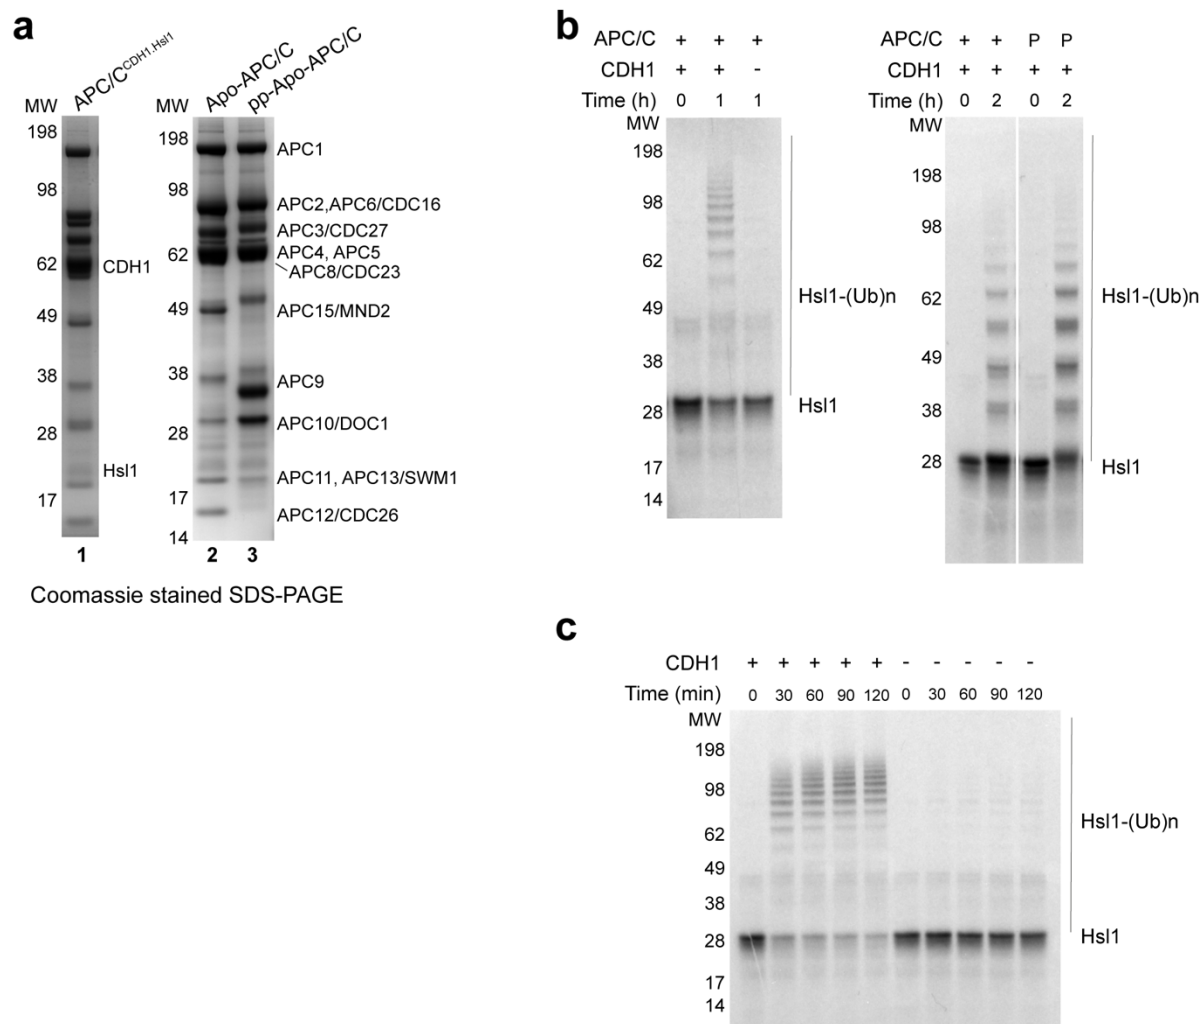 a
APC/C^CDH1.Hsl1
Apo-APC/C
pp-Apo-APC/C
MW
198
98
62
49
38
28
17
CDH1
Hsl1
1
MW
198
98
62
49
38
28
17
14
APC1
APC2,APC6/CDC16
APC3/CDC27
APC4, APC5
APC8/CDC23
APC15/MND2
APC9
APC10/DOC1
APC11, APC13/SWM1
APC12/CDC26
2 3
Coomassie stained SDS-PAGE
b
APC/C + + +
CDH1 + + -
Time (h) 0 1 1
MW
198
98
62
49
38
28
17
14
Hsl1-(Ub)n
Hsl1
APC/C + + P P
CDH1 + + + +
Time (h) 0 2 0 2
MW
198
98
62
49
38
28
Hsl1-(Ub)n
Hsl1
c
CDH1 + + + + + - - - - -
Time (min) 0 30 60 90 120 0 30 60 90 120
MW
198
98
62
49
38
28
17
14
Hsl1-(Ub)n
Hsl1